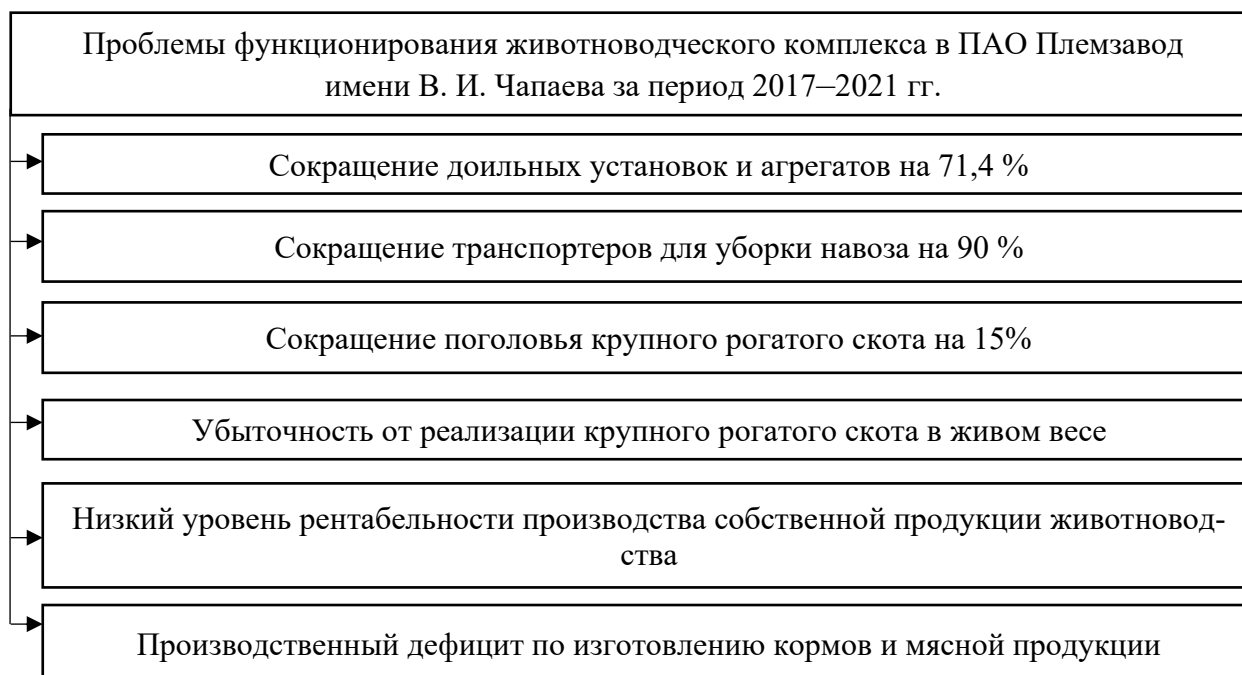 Проблемы функционирования животноводческого комплекса в ПАО Племзавод
имени В. И. Чапаева за период 2017–2021 гг.
Сокращение доильных установок и агрегатов на 71,4 %
Сокращение транспортеров для уборки навоза на 90 %
Сокращение поголовья крупного рогатого скота на 15%
Убыточность от реализации крупного рогатого скота в живом весе
Низкий уровень рентабельности производства собственной продукции животновод-
ства
Производственный дефицит по изготовлению кормов и мясной продукции